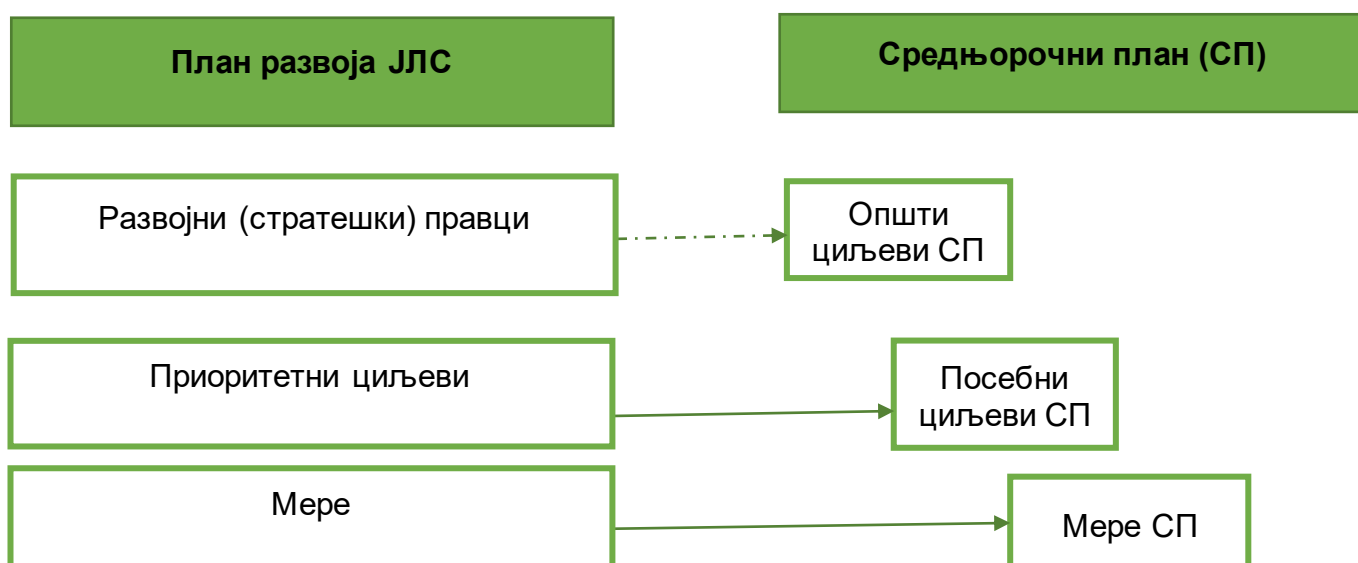 План развоја ЈЛС
Средњорочни план (СП)
Развојни (стратешки) правци
Општи
циљеви СП
Приоритетни циљеви
Посебни
циљеви СП
Мере
Мере СП